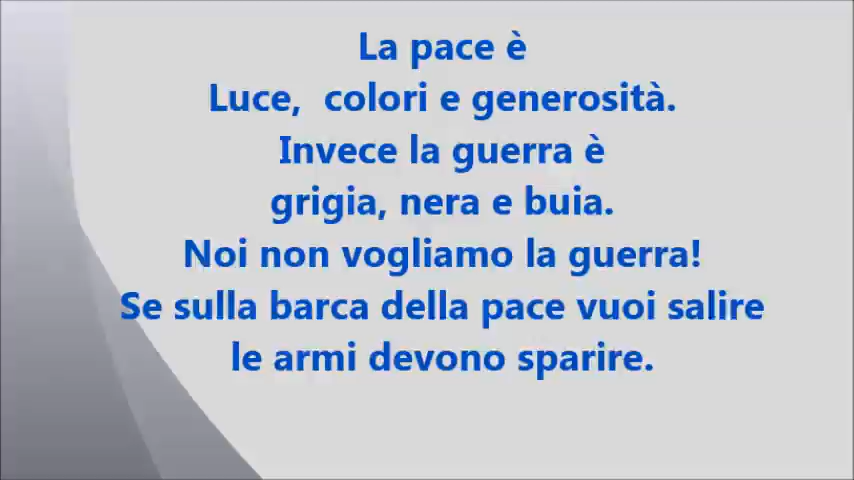 La pace è
Luce,  colori e generosità.
Invece la guerra è
grigia, nera e buia.
Noi non vogliamo la guerra!
Se sulla barca della pace vuoi salire
le armi devono sparire.